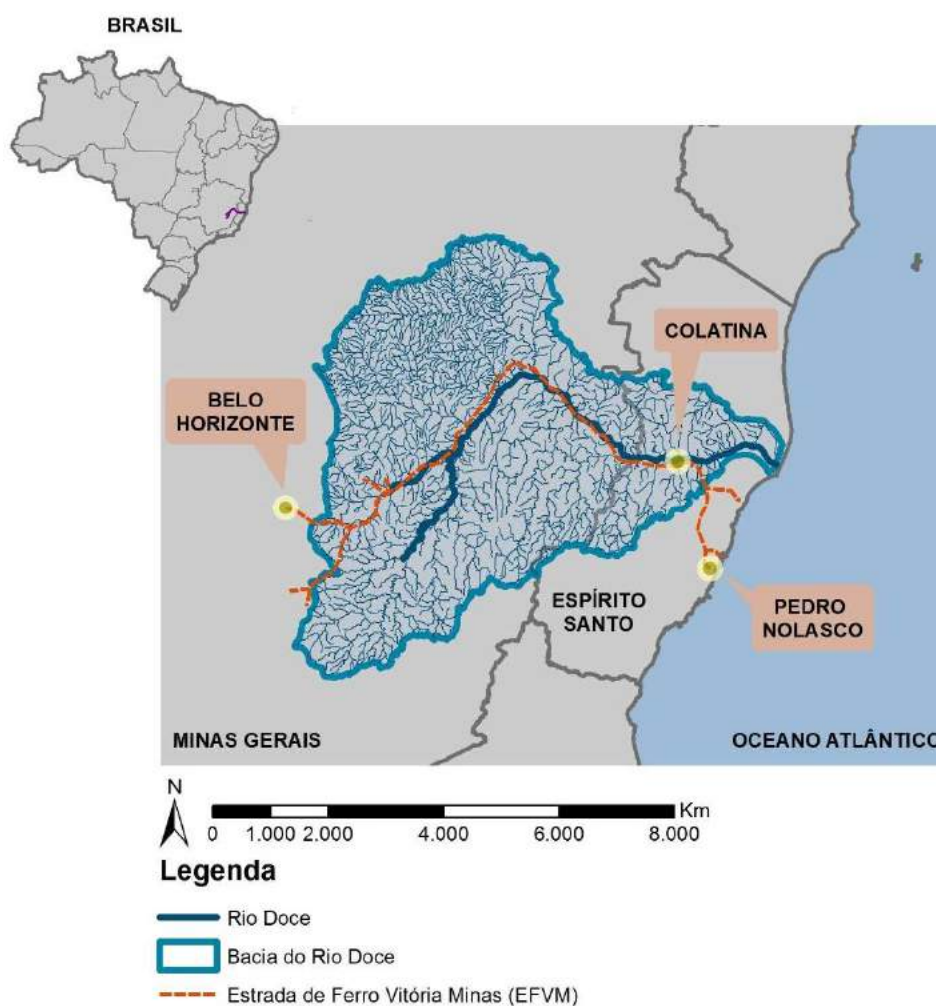 BRASIL
COLATINA
BELO
HORIZONTE
ESPÍRITO
SANTO
PEDRO
NOLASCO
MINAS GERAIS
OCEANO ATLÂNTICO
N
Km
0 1.000 2.000 4.000 6.000 8.000
Legenda
Rio Doce
Bacia do Rio Doce
Estrada de Ferro Vitória Minas (EFVM)